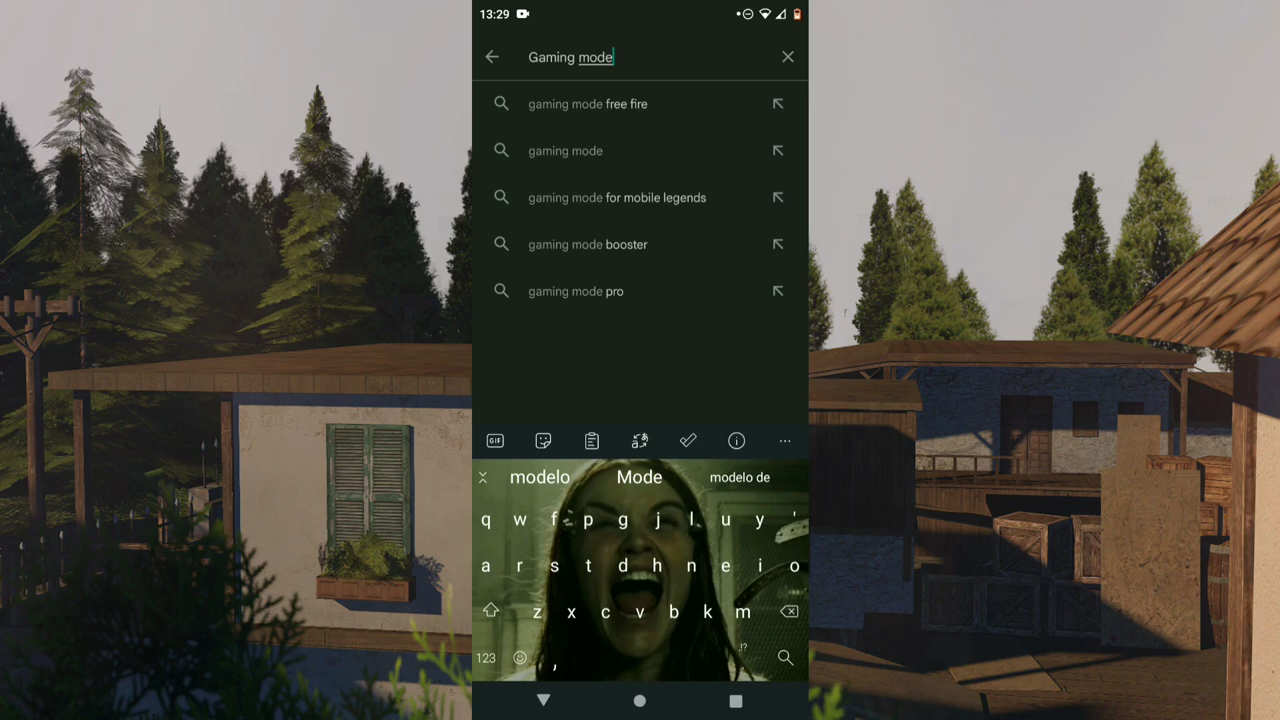 13:29
Gaming mode
gaming mode free fire
gaming mode
gaming mode for mobile legends
gaming mode booster
gaming mode pro
GIF
modelo Mode modelo de
q w f p g j l u y '
a r s t d h n e i o
z x c v b k m
123 , .!?